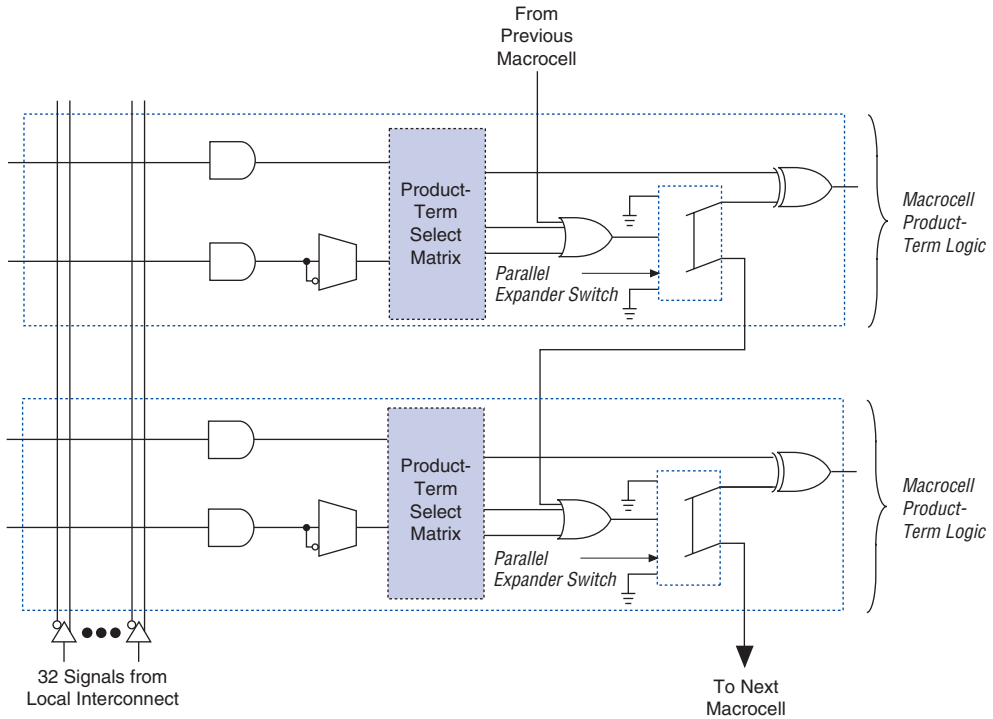 From
Previous
Macrocell
Product-
Term
Select
Matrix
Parallel
Expander Switch
Macrocell
Product-
Term Logic
Product-
Term
Select
Matrix
Parallel
Expander Switch
Macrocell
Product-
Term Logic
32 Signals from
Local Interconnect
To Next
Macrocell